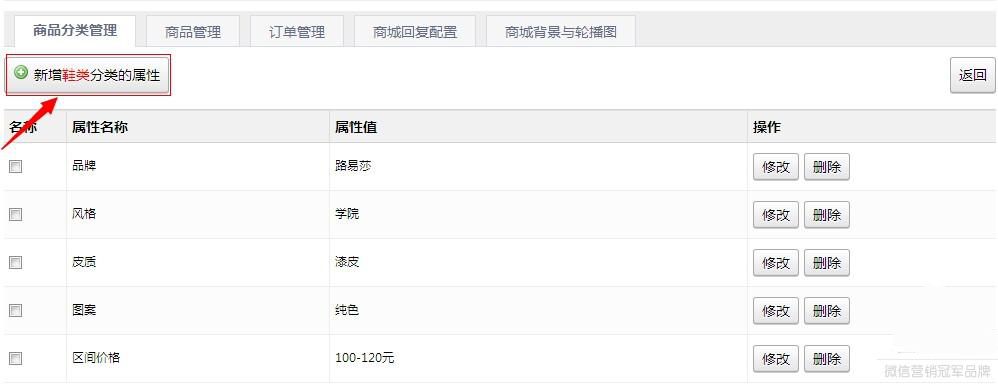 商品分类管理 商品管理 订单管理 商城回复配置 商城背景与轮播图
新增鞋类分类的属性 返回
名称 属性名称 属性值 操作
品牌 路易莎 修改 删除
风格 学院 修改 删除
皮质 漆皮 修改 删除
图案 纯色 修改 删除
区间价格 100-120元 修改 删除
微信营销冠军品牌